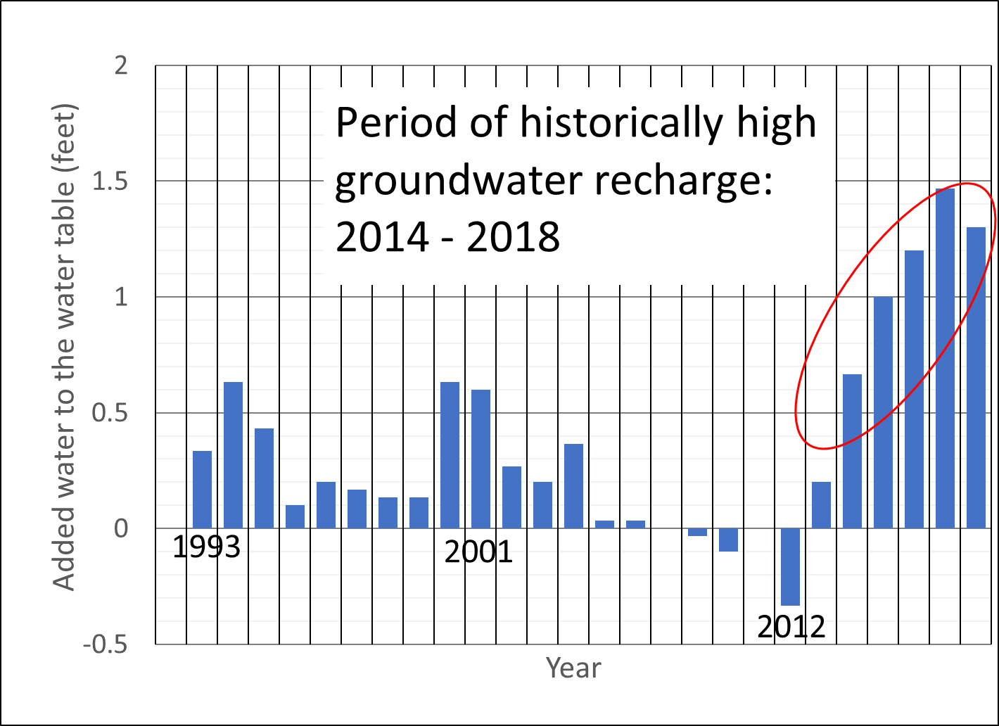 2
Period of historically high
groundwater recharge:
2014 - 2018
1.5
1
0.5
0
-0.5
Added water to the water table (feet)
1993
2001
2012
Year